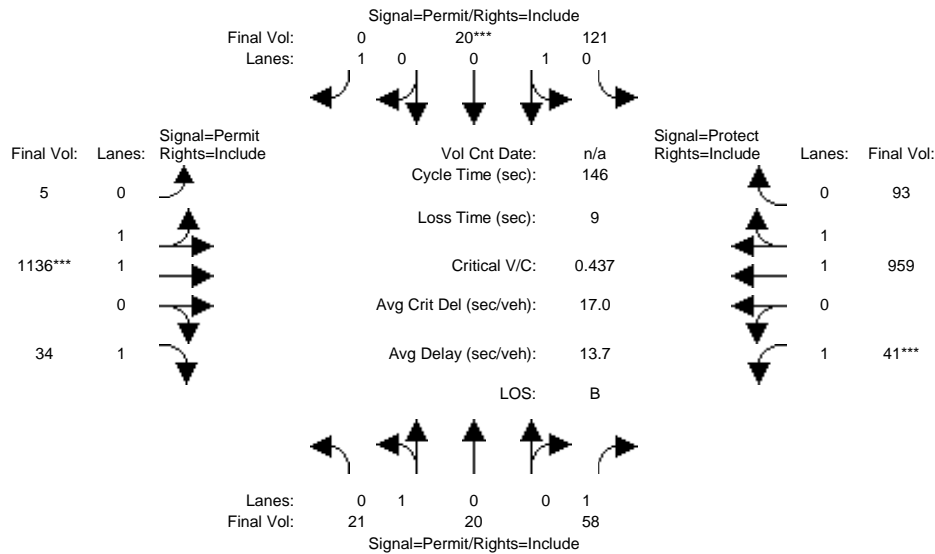 Signal=Permit/Rights=Include
Final Vol: 0 20*** 121
Lanes: 1 0 0 1 0
Signal=Permit Signal=Protect
Final Vol: Lanes: Rights=Include Vol Cnt Date: n/a Rights=Include Lanes: Final Vol:
Cycle Time (sec): 146
5 0 0 93
Loss Time (sec): 9
1 1
1136*** 1 Critical V/C: 0.437 1 959
0 Avg Crit Del (sec/veh): 17.0 0
34 1 Avg Delay (sec/veh): 13.7 1 41***
LOS: B
Lanes: 0 1 0 0 1
Final Vol: 21 20 58
Signal=Permit/Rights=Include